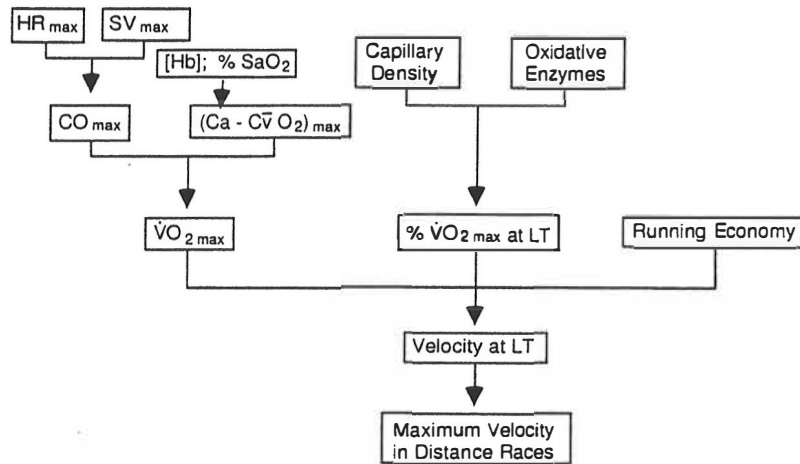 HR max
SV max
[Hb]; % SaO2
Capillary
Density
Oxidative
Enzymes
CO max
(Ca - Cv̄ O2) max
V̇O2 max
% V̇O2 max at LT
Running Economy
Velocity at LT
Maximum Velocity
in Distance Races